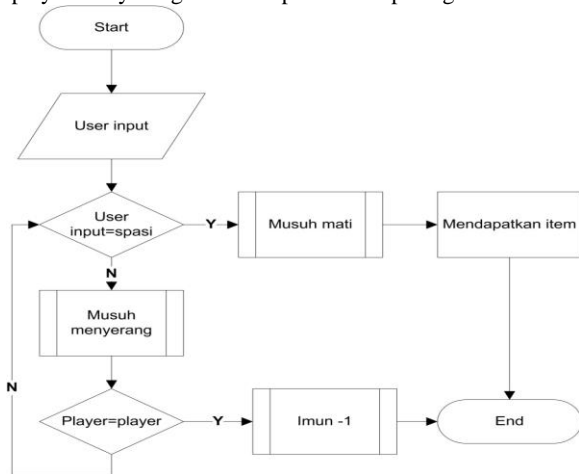 Start
User input
User
input=spasi
Y
Musuh mati
Mendapatkan item
N
Musuh
menyerang
N
Player=player
Y
Imun -1
End